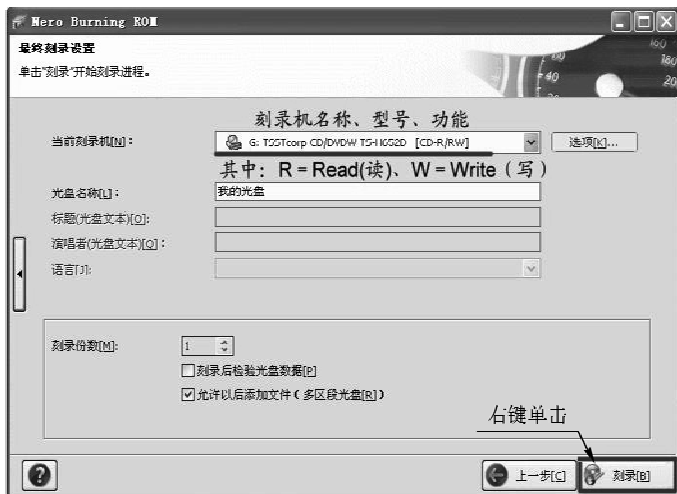 Nero Burning ROM
最终刻录设置
单击"刻录"开始刻录进程。
刻录机名称、型号、功能
当前刻录机[N]: G: TSSTcorp CD/DVDW TS-H652D [CD-R/RW] 选项[K]...
其中: R = Read(读)、W = Write (写)
光盘名称[L]: 我的光盘
标题(光盘文本)[O]:
演唱者(光盘文本)[Q]:
语言[J]:
刻录份数[M]: 1
刻录后检验光盘数据[P]
允许以后添加文件(多区段光盘[R])
右键单击
上一步[C] 刻录[B]